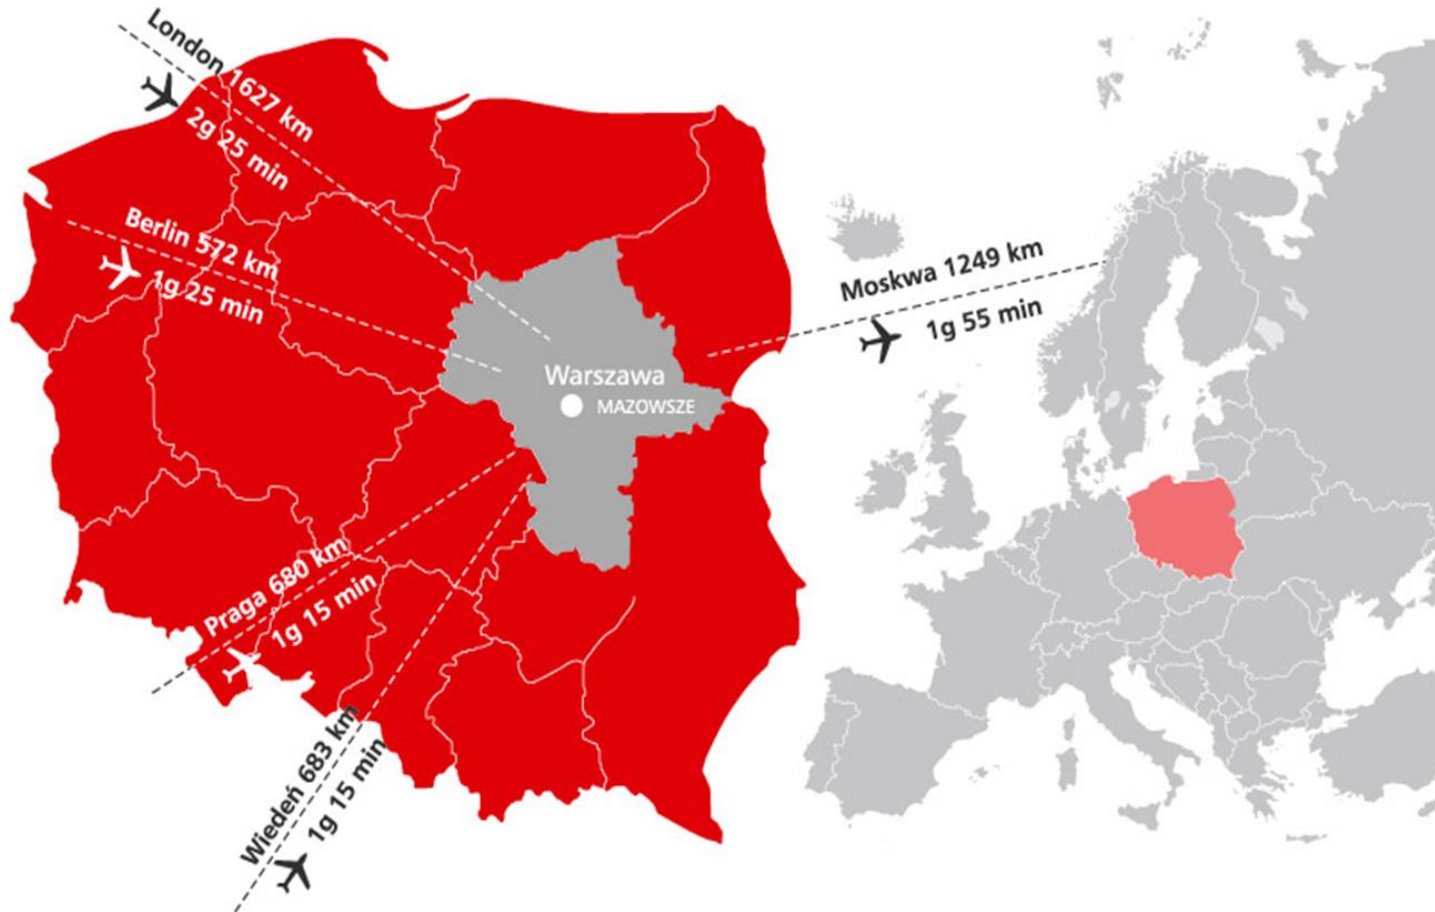 London 1627 km
2g 25 min
Berlin 572 km
1g 25 min
Moskwa 1249 km
1g 55 min
Warszawa
MAZOWSZE
Praga 680 km
1g 15 min
Wiedeń 683 km
1g 15 min